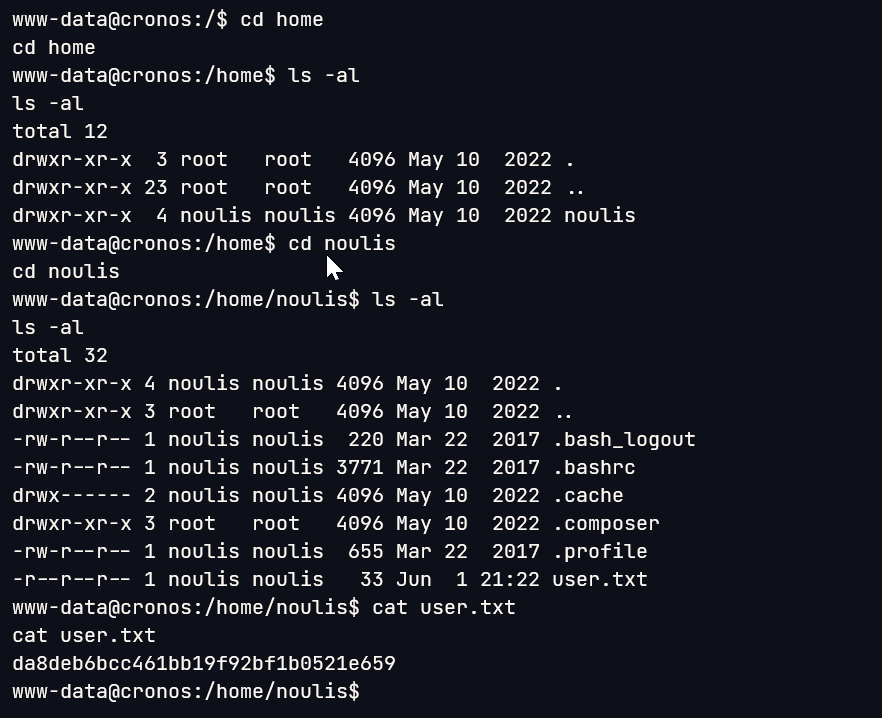 www-data@cronos:/$ cd home
cd home
www-data@cronos:/home$ ls -al
ls -al
total 12
drwxr-xr-x  3 root   root   4096 May 10  2022 .
drwxr-xr-x 23 root   root   4096 May 10  2022 ..
drwxr-xr-x  4 noulis noulis 4096 May 10  2022 noulis
www-data@cronos:/home$ cd noulis
cd noulis
www-data@cronos:/home/noulis$ ls -al
ls -al
total 32
drwxr-xr-x 4 noulis noulis 4096 May 10  2022 .
drwxr-xr-x 3 root   root   4096 May 10  2022 ..
-rw-r--r-- 1 noulis noulis  220 Mar 22  2017 .bash_logout
-rw-r--r-- 1 noulis noulis 3771 Mar 22  2017 .bashrc
drwx------ 2 noulis noulis 4096 May 10  2022 .cache
drwxr-xr-x 3 root   root   4096 May 10  2022 .composer
-rw-r--r-- 1 noulis noulis  655 Mar 22  2017 .profile
-r--r--r-- 1 noulis noulis   33 Jun  1 21:22 user.txt
www-data@cronos:/home/noulis$ cat user.txt
cat user.txt
da8deb6bcc461bb19f92bf1b0521e659
www-data@cronos:/home/noulis$